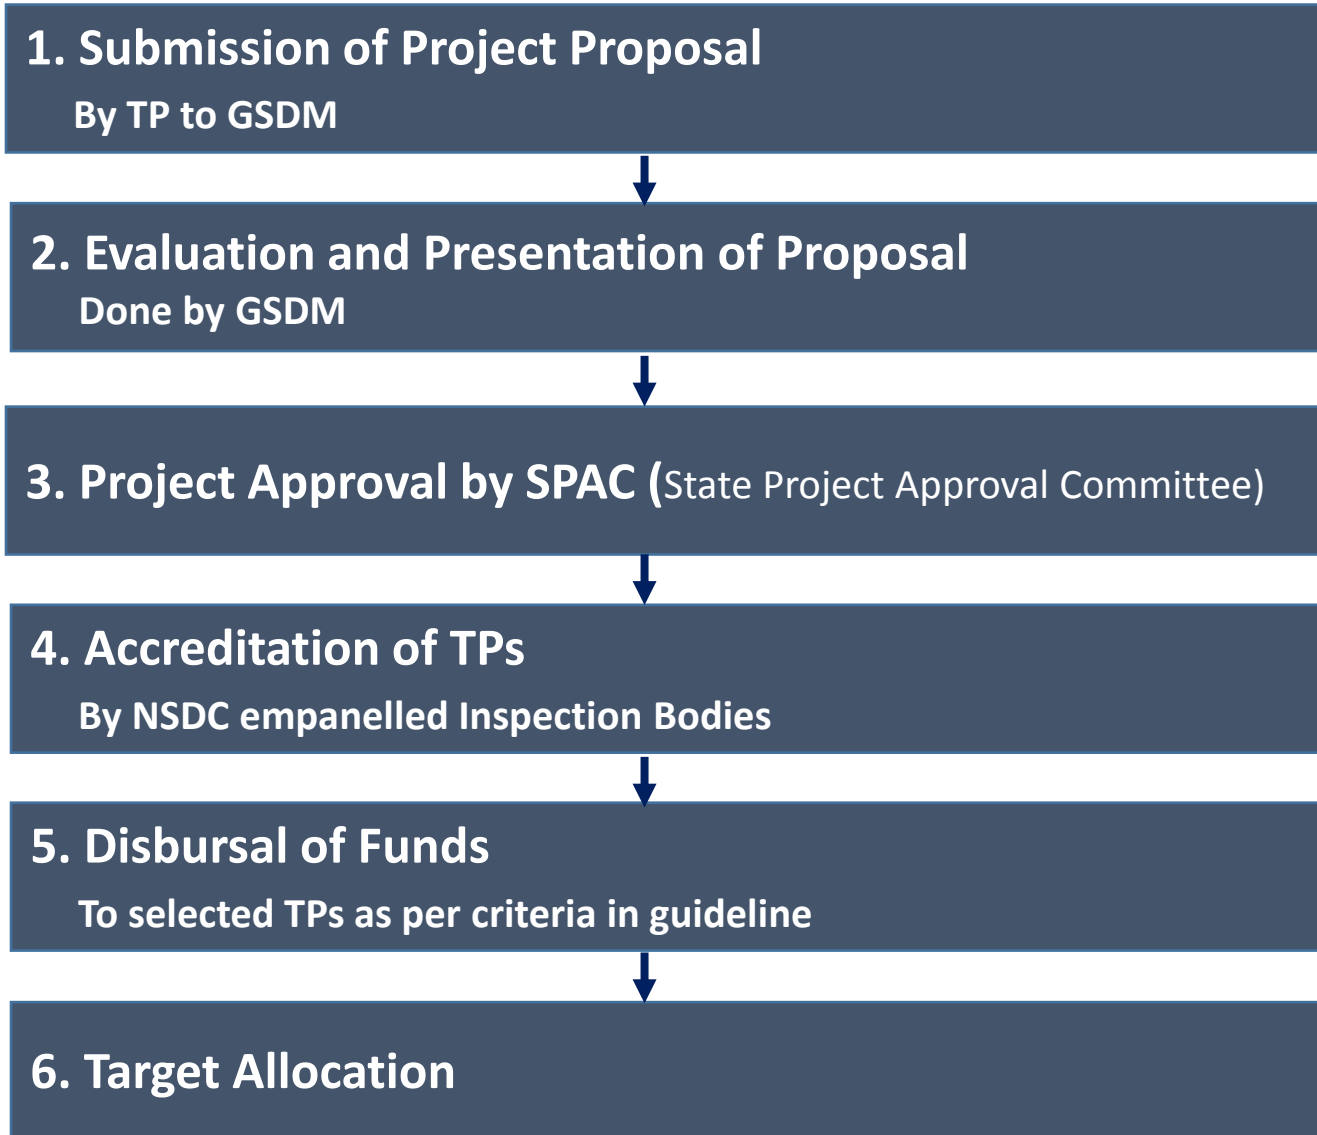 1. Submission of Project Proposal
By TP to GSDM
2. Evaluation and Presentation of Proposal
Done by GSDM
3. Project Approval by SPAC (State Project Approval Committee)
4. Accreditation of TPs
By NSDC empanelled Inspection Bodies
5. Disbursal of Funds
To selected TPs as per criteria in guideline
6. Target Allocation